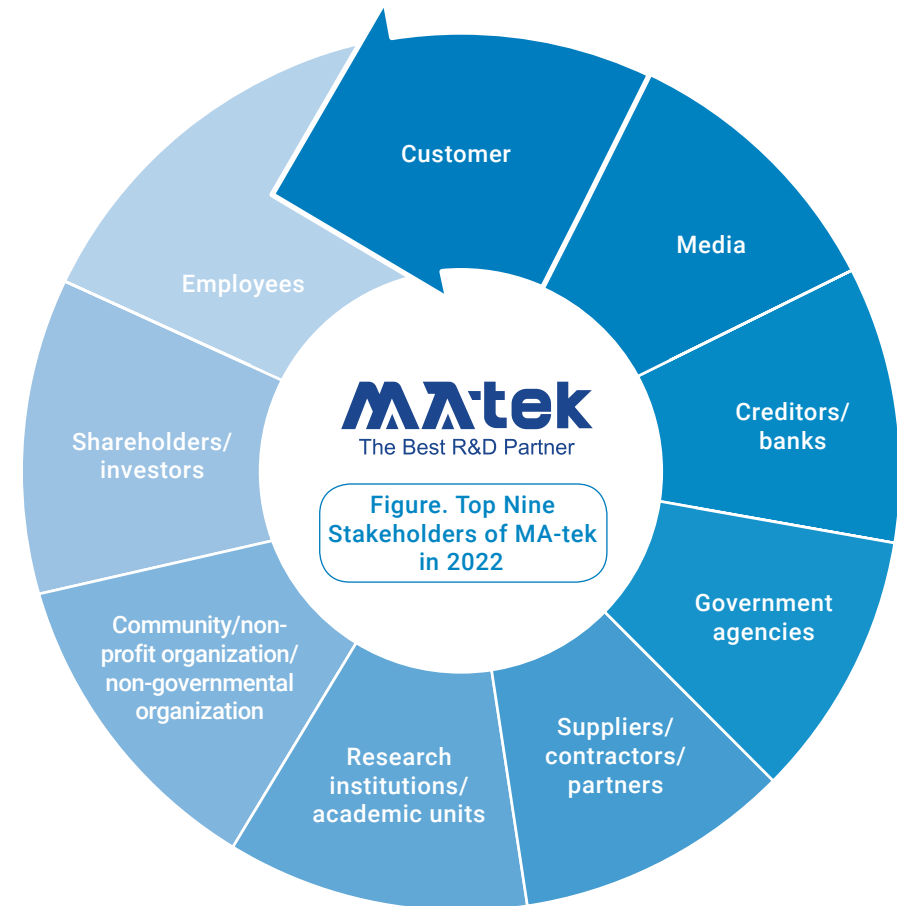 Customer
Media
Creditors/
banks
Government
agencies
Suppliers/
contractors/
partners
Research
institutions/
academic units
Community/non-
profit organization/
non-governmental
organization
Shareholders/
investors
Employees
MA-tek
The Best R&D Partner
Figure. Top Nine
Stakeholders of MA-tek
in 2022